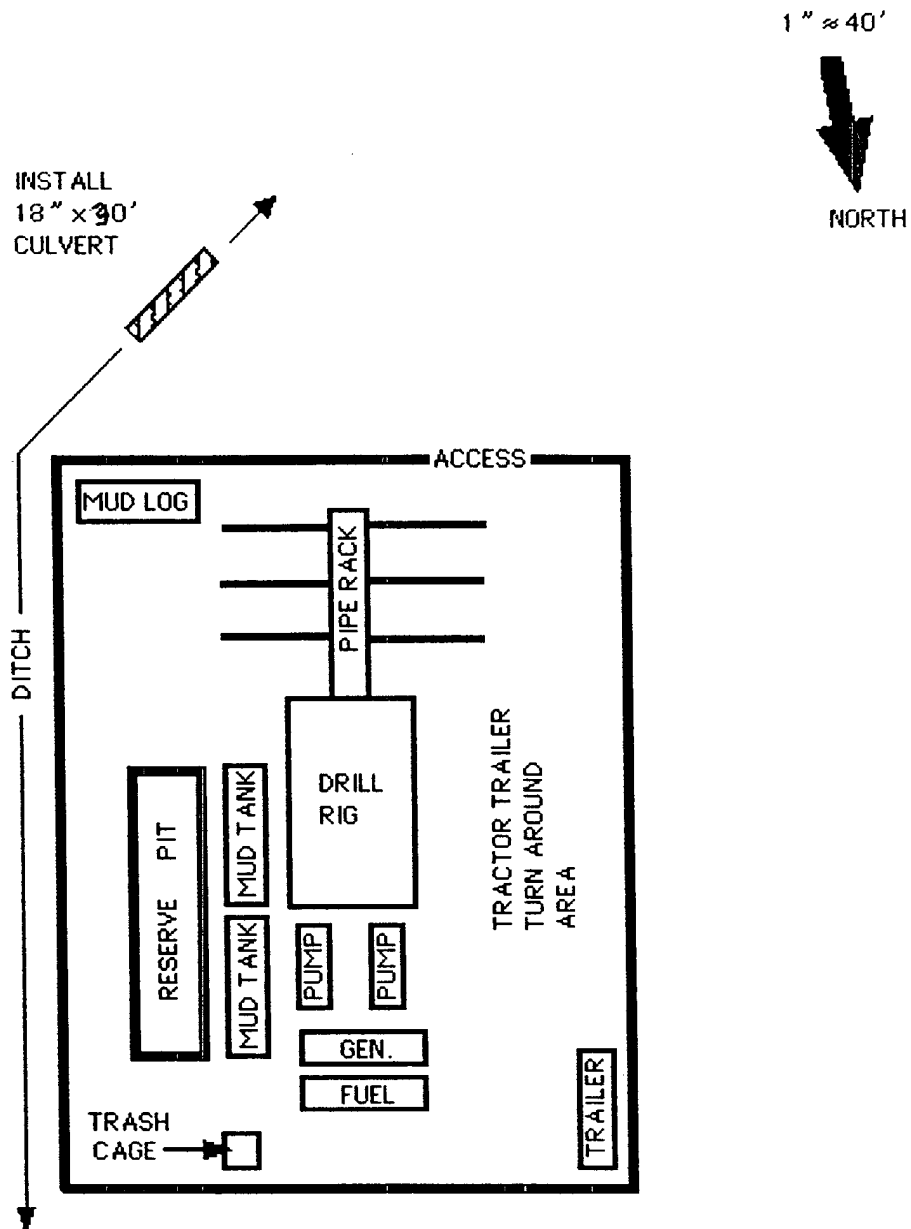 1" ≈ 40'
NORTH
INSTALL
18" x 30'
CULVERT
ACCESS
MUD LOG
PIPE RACK
DITCH
DRILL
RIG
TRACTOR TRAILER
TURN AROUND
AREA
RESERVE PIT
MUD TANK
MUD TANK
PUMP
PUMP
GEN.
FUEL
TRAILER
TRASH
CAGE